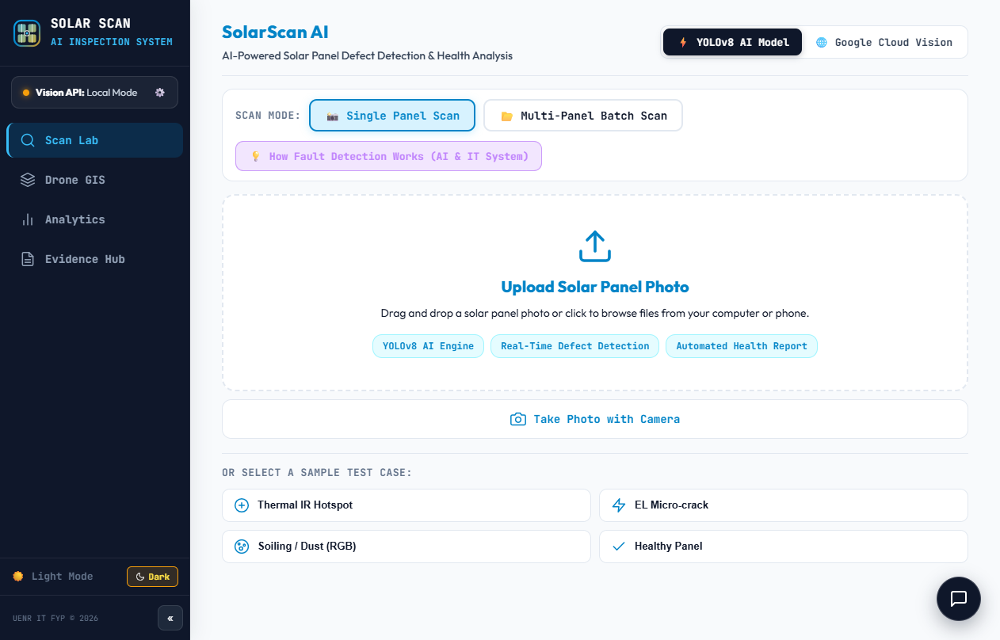 SOLAR SCAN
AI INSPECTION SYSTEM
Vision API: Local Mode
Scan Lab
Drone GIS
Analytics
Evidence Hub
Light Mode
Dark
UENR IT FYP © 2026
«
SolarScan AI
AI-Powered Solar Panel Defect Detection & Health Analysis
YOLOv8 AI Model
Google Cloud Vision
SCAN MODE:
Single Panel Scan
Multi-Panel Batch Scan
How Fault Detection Works (AI & IT System)
Upload Solar Panel Photo
Drag and drop a solar panel photo or click to browse files from your computer or phone.
YOLOv8 AI Engine
Real-Time Defect Detection
Automated Health Report
Take Photo with Camera
OR SELECT A SAMPLE TEST CASE:
Thermal IR Hotspot
EL Micro-crack
Soiling / Dust (RGB)
Healthy Panel